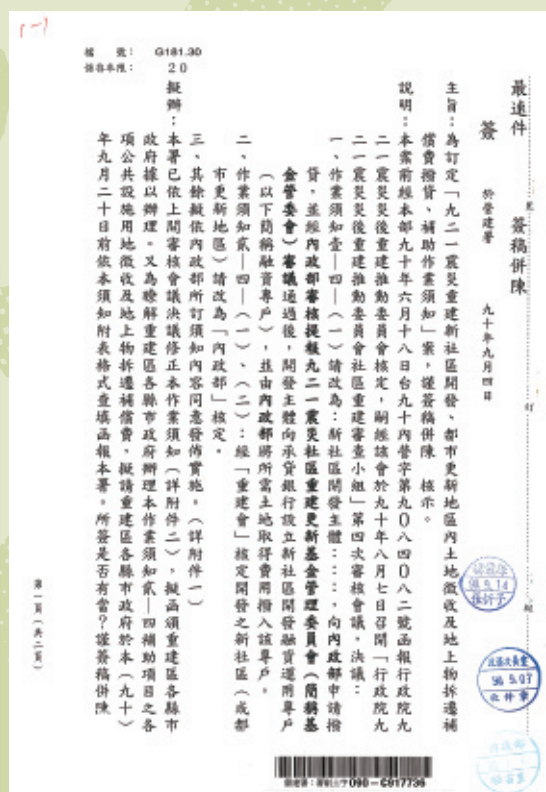 (一)
檔　號：G181.30
保存年限：20
最速件　簽稿併陳
簽　於營建署　九十年九月四日
主旨：為訂定「九二一震災重建新社區開發、都市更新地區內土地徵收及地上物拆遷補
償費撥貸、補助作業須知」案，謹簽稿併陳　核示。
說明：本案前經本部九十年六月十八日台九十內營字第九０八四０八二號函報行政院九
二一震災災後重建推動委員會核定，嗣經該會於九十年八月七日召開「行政院九
二一震災災後重建推動委員會社區重建審查小組」第四次審核會議，決議：
一、作業須知壹—四—（一）請改為：新社區開發主體：：：，向內政部申請撥
貸，並經內政部審核提報九二一震災社區重建更新基金管理委員會（簡稱基
金管委會）審議通過後，開發主體向承貸銀行設立新社區開發融資運用專戶
（以下簡稱融資專戶），並由內政部將所需土地取得費用撥入該專戶。
二、作業須知貳—四—（一）、（二）：經「重建會」核定開發之新社區（或都
市更新地區）請改為「內政部」核定。
三、其餘擬依內政部所訂須知內容同意發佈實施。（詳附件一）
擬辦：本署已依上開審核會議決議修正本作業須知（詳附件二），擬函頒重建區各縣市
政府據以辦理。又為瞭解重建區各縣市政府辦理本作業須知貳—四補助項目之各
項公共設施用地徵收及地上物拆遷補償費，擬請重建區各縣市政府於本（九十）
年九月二十日前依本須知附表格式查填函報本署。所簽是否有當？謹簽稿併陳
第一頁（共二頁）
裝
訂
線
90.9.14
90.9.07
收件章
090-C917736